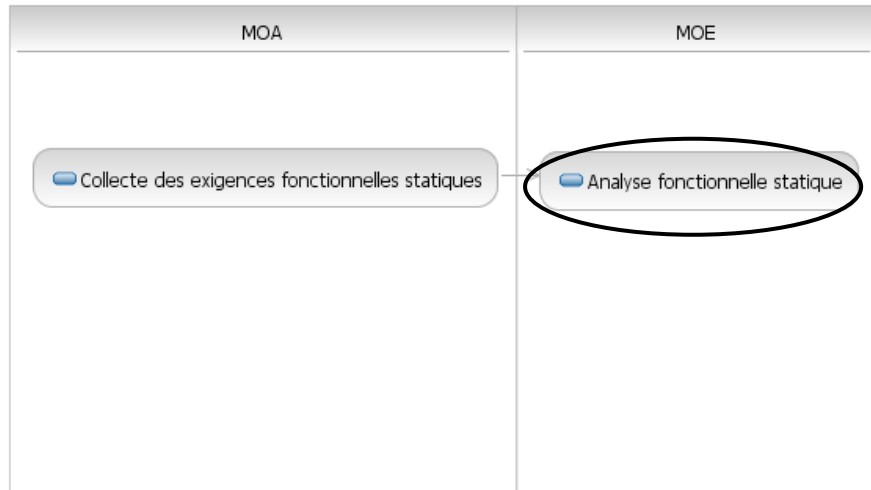 MOA
MOE
Collecte des exigences fonctionnelles statiques
Analyse fonctionnelle statique